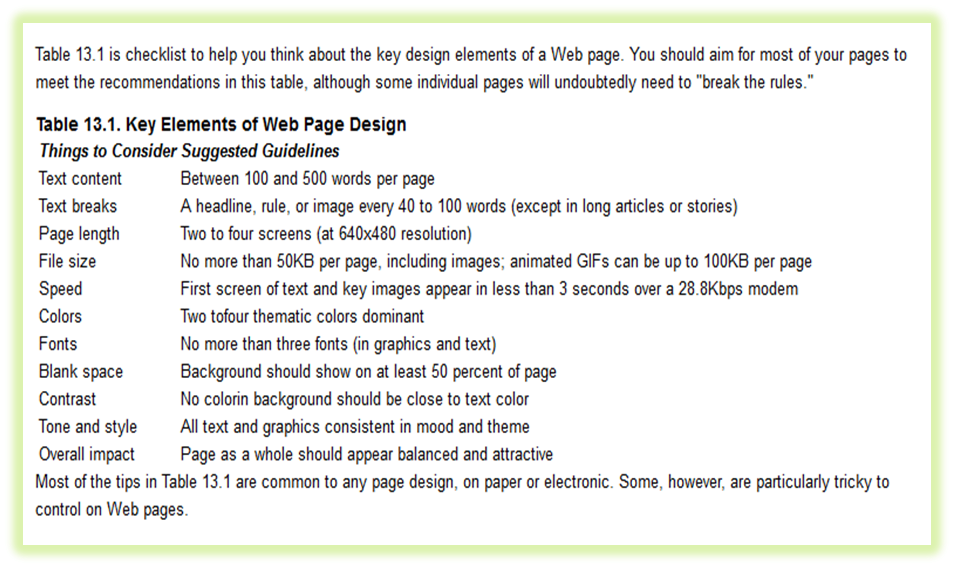 Table 13.1 is checklist to help you think about the key design elements of a Web page. You should aim for most of your pages to
meet the recommendations in this table, although some individual pages will undoubtedly need to "break the rules."
Table 13.1. Key Elements of Web Page Design
Things to Consider Suggested Guidelines
Text content Between 100 and 500 words per page
Text breaks A headline, rule, or image every 40 to 100 words (except in long articles or stories)
Page length Two to four screens (at 640x480 resolution)
File size No more than 50KB per page, including images; animated GIFs can be up to 100KB per page
Speed First screen of text and key images appear in less than 3 seconds over a 28.8Kbps modem
Colors Two tofour thematic colors dominant
Fonts No more than three fonts (in graphics and text)
Blank space Background should show on at least 50 percent of page
Contrast No colorin background should be close to text color
Tone and style All text and graphics consistent in mood and theme
Overall impact Page as a whole should appear balanced and attractive
Most of the tips in Table 13.1 are common to any page design, on paper or electronic. Some, however, are particularly tricky to
control on Web pages.